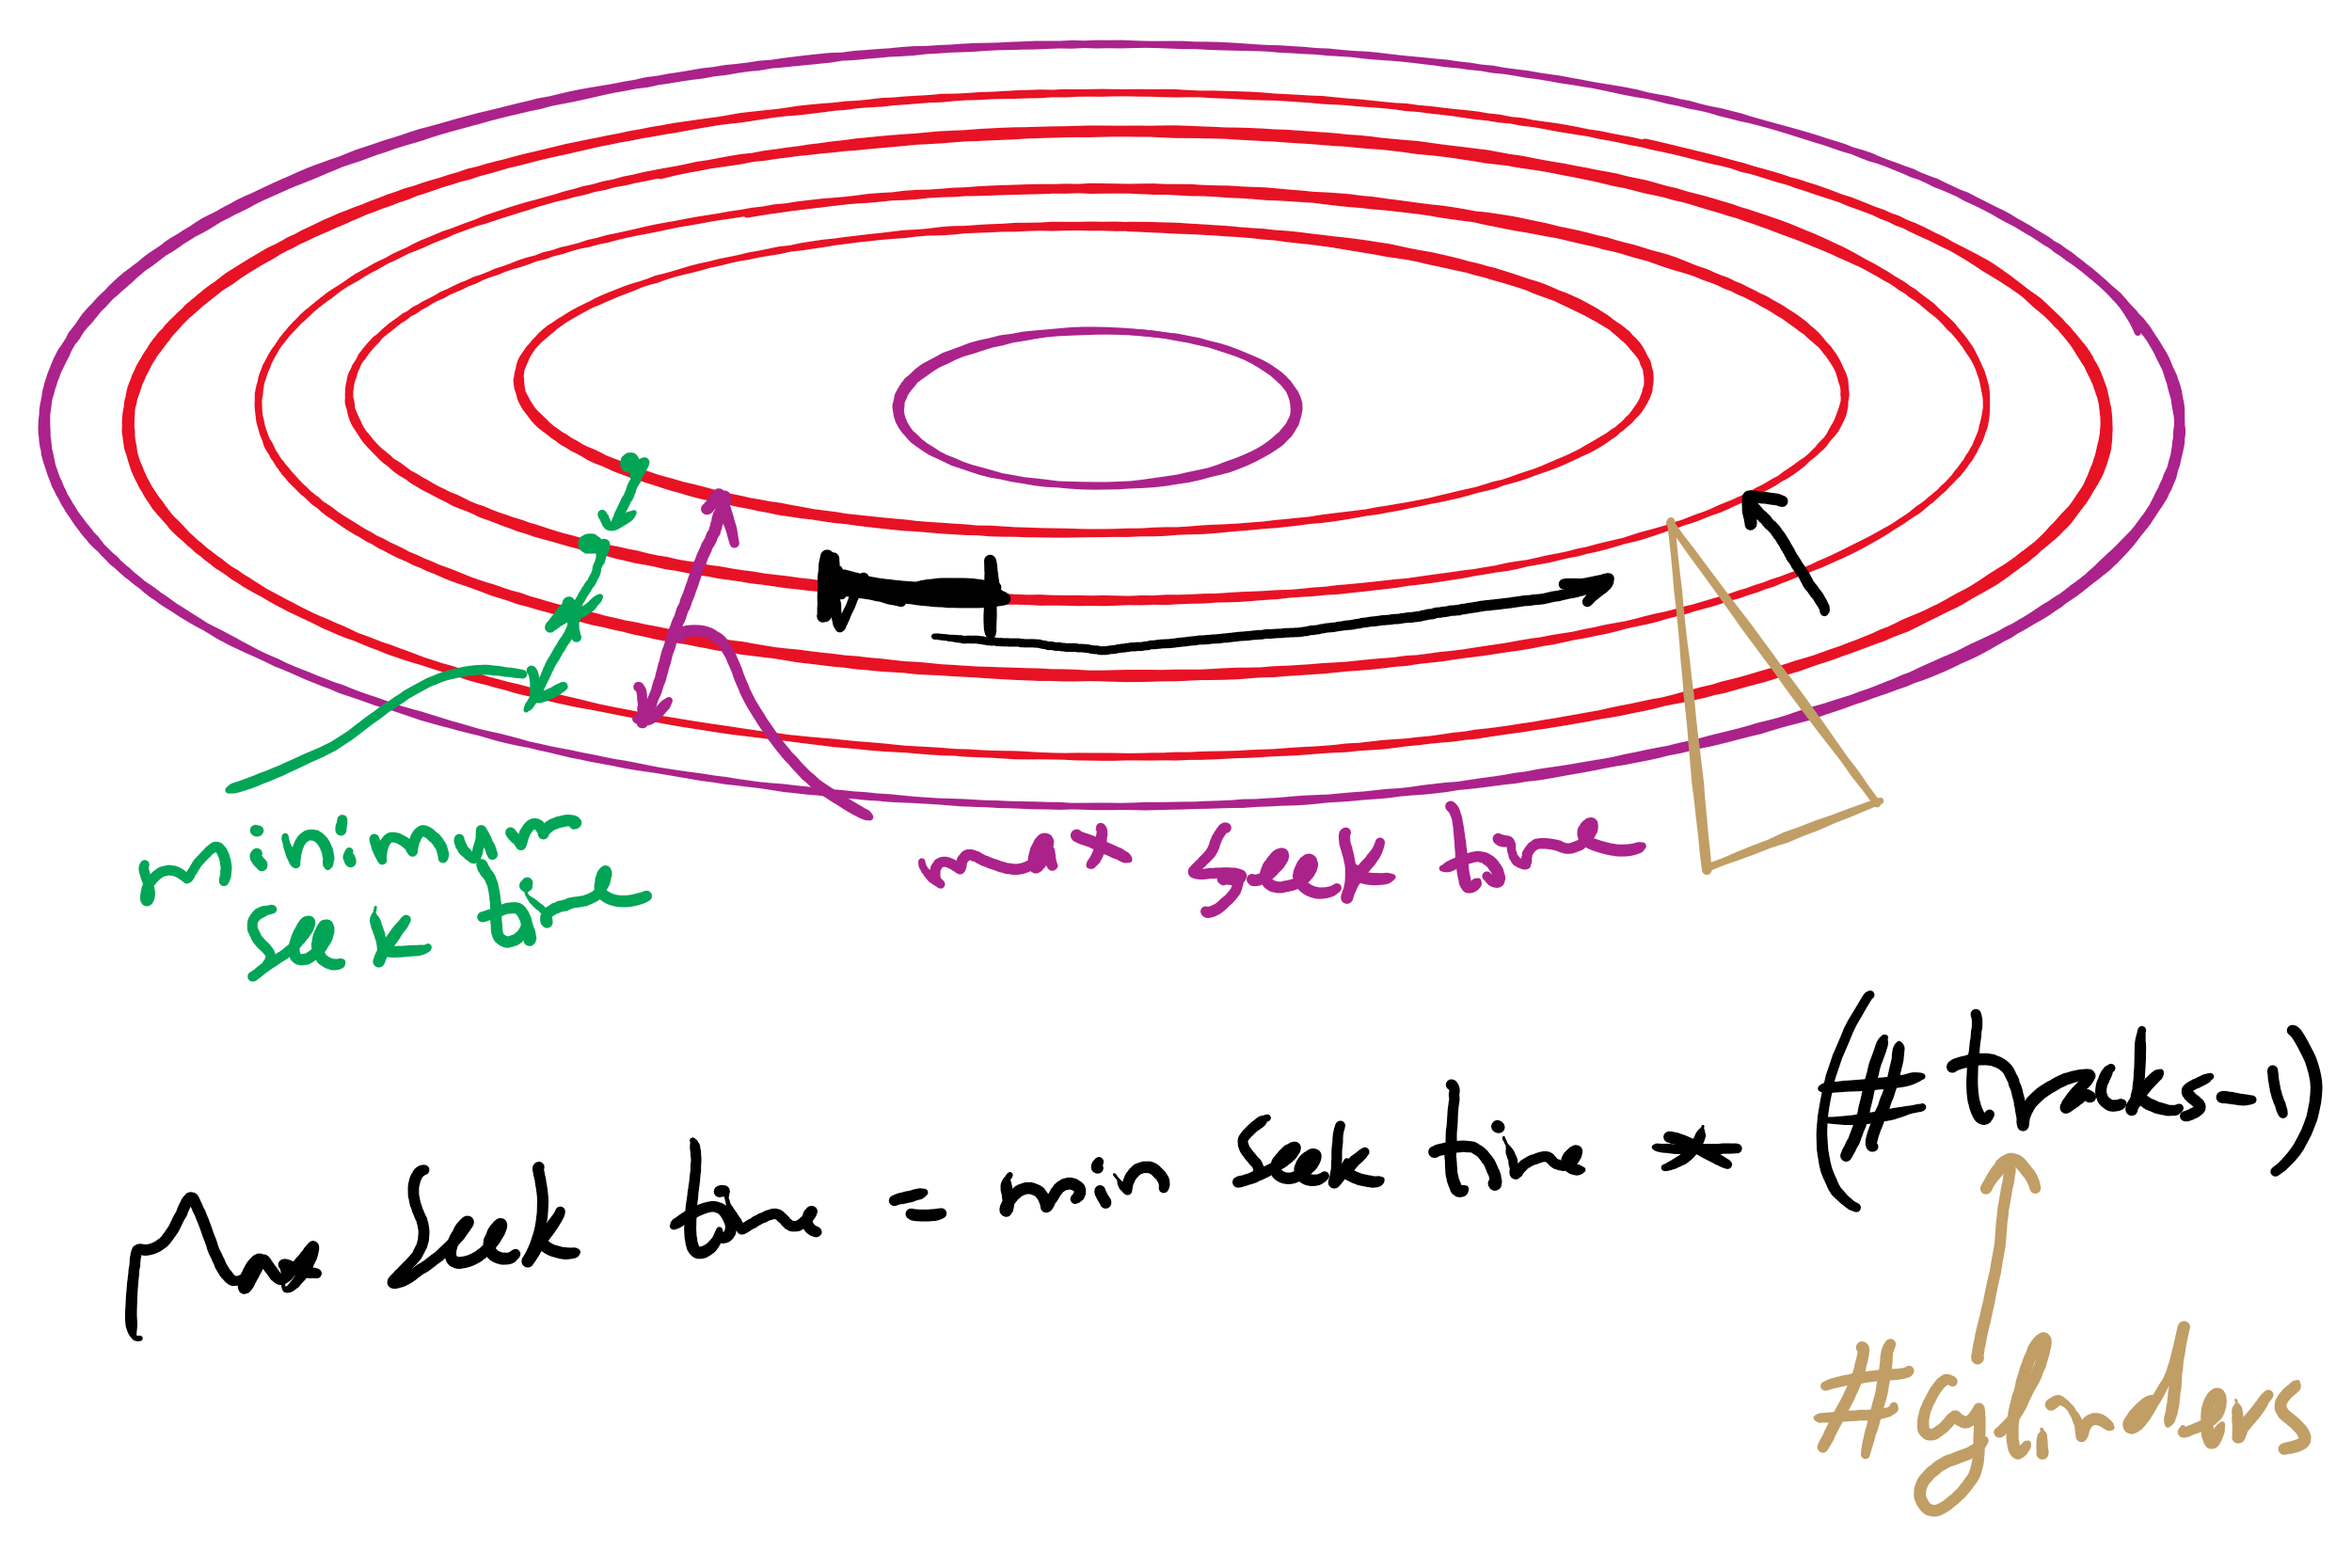 minimum
seek time
max seek time
Max seek time = min seek time * (# tracks-1)
#cylinders